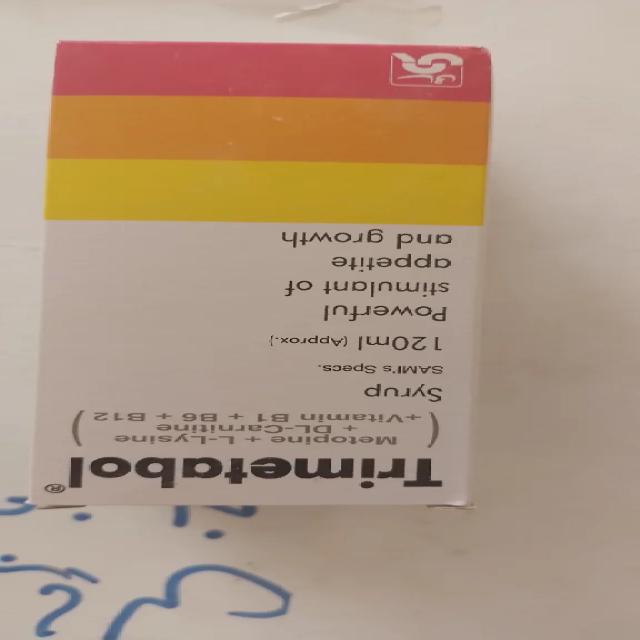 Trimetabol®
(Metopine + L-Lysine
+ DL-Carnitine
+Vitamin B1 + B6 + B12)
Syrup
SAMI's Specs.
120ml (Approx.)
Powerful
stimulant of
appetite
and growth